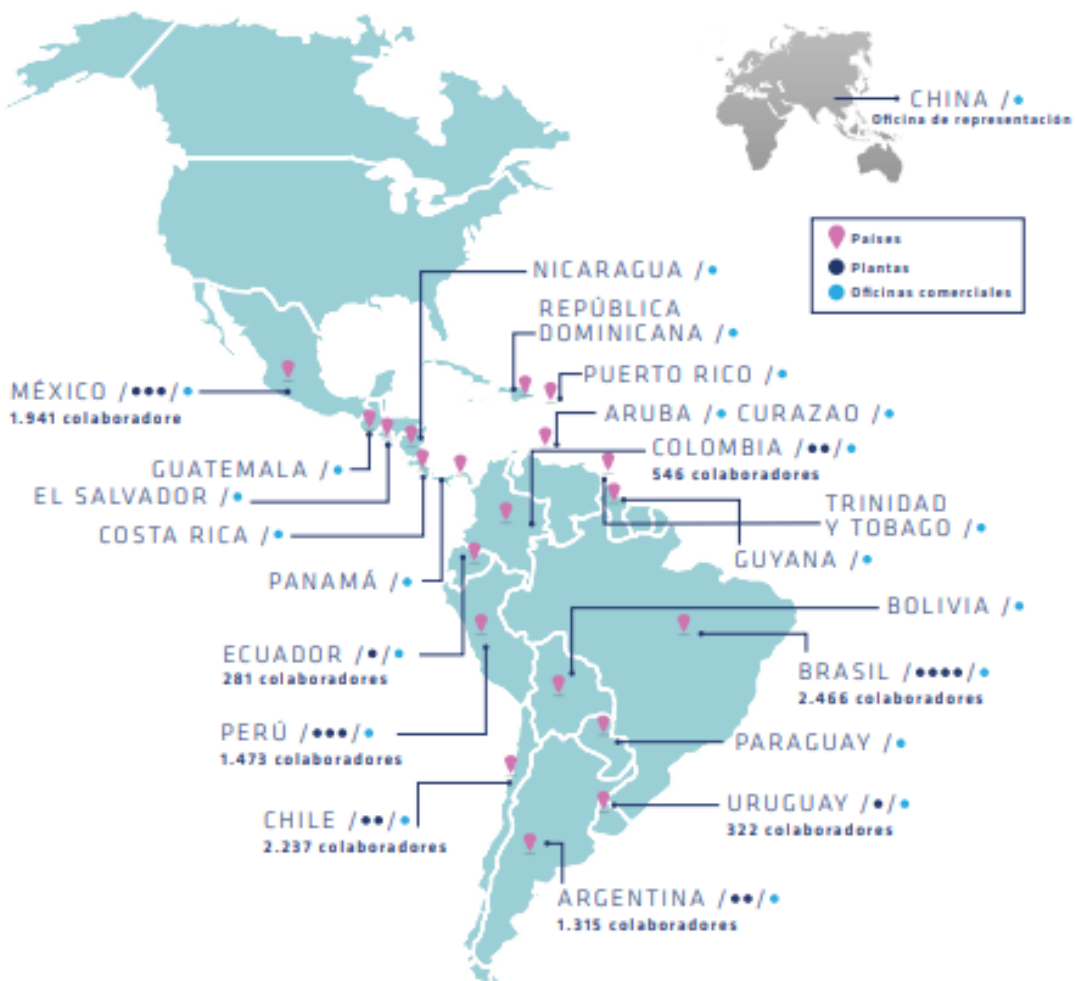 CHINA /•
Oficina de representación
Países
Plantas
Oficinas comerciales
NICARAGUA /•
REPÚBLICA
DOMINICANA /•
PUERTO RICO /•
MÉXICO /•••/•
1.941 colaboradore
ARUBA /• CURAZAO /•
COLOMBIA /••/•
546 colaboradores
GUATEMALA /•
EL SALVADOR /•
TRINIDAD
Y TOBAGO /•
COSTA RICA /•
GUYANA /•
PANAMÁ /•
BOLIVIA /•
ECUADOR /•/•
281 colaboradores
BRASIL /••••/•
2.466 colaboradores
PERÚ /•••/•
1.473 colaboradores
PARAGUAY /•
CHILE /••/•
2.237 colaboradores
URUGUAY /•/•
322 colaboradores
ARGENTINA /••/•
1.315 colaboradores